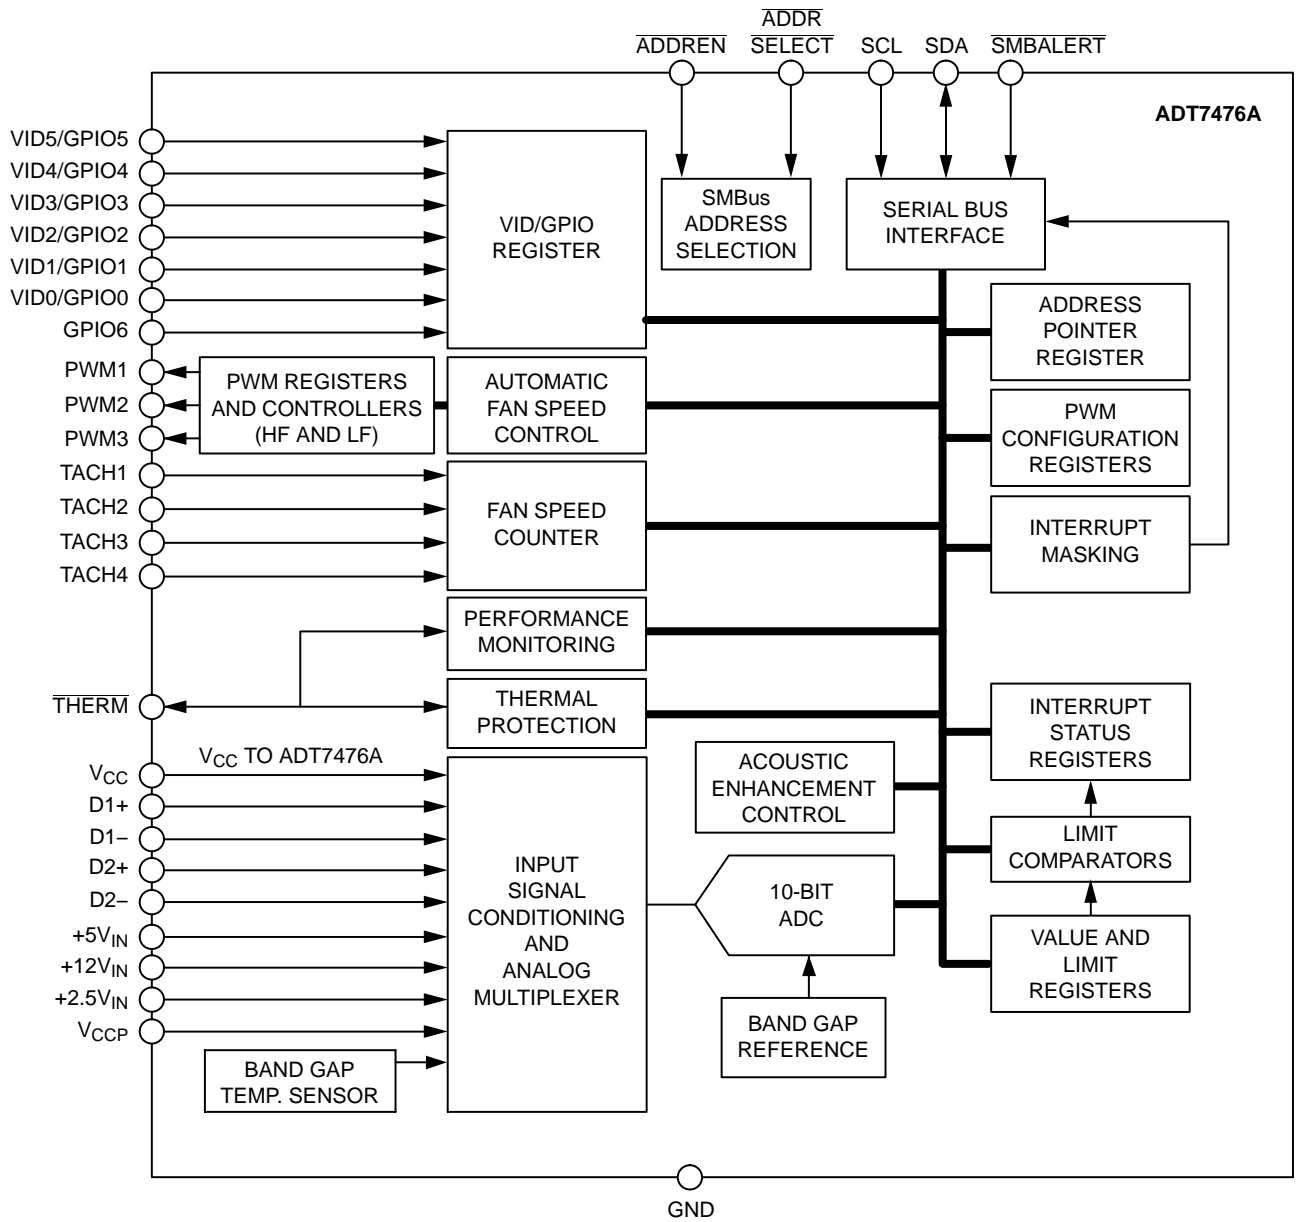 ADDR
ADDREN SELECT SCL SDA SMBALERT
ADT7476A
VID5/GPIO5
VID4/GPIO4
VID3/GPIO3
VID2/GPIO2
VID1/GPIO1
VID0/GPIO0
GPIO6
VID/GPIO
REGISTER
SMBus
ADDRESS
SELECTION
SERIAL BUS
INTERFACE
ADDRESS
POINTER
REGISTER
PWM1
PWM2
PWM3
PWM REGISTERS
AND CONTROLLERS
(HF AND LF)
AUTOMATIC
FAN SPEED
CONTROL
PWM
CONFIGURATION
REGISTERS
TACH1
TACH2
TACH3
TACH4
FAN SPEED
COUNTER
INTERRUPT
MASKING
PERFORMANCE
MONITORING
THERM
THERMAL
PROTECTION
INTERRUPT
STATUS
REGISTERS
VCC
VCC TO ADT7476A
D1+
D1–
D2+
D2–
+5VIN
+12VIN
+2.5VIN
VCCP
INPUT
SIGNAL
CONDITIONING
AND
ANALOG
MULTIPLEXER
ACOUSTIC
ENHANCEMENT
CONTROL
LIMIT
COMPARATORS
10-BIT
ADC
VALUE AND
LIMIT
REGISTERS
BAND GAP
REFERENCE
BAND GAP
TEMP. SENSOR
GND